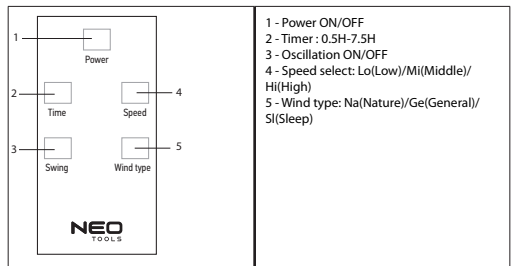 1
Power
2
Time
4
Speed
3
Swing
5
Wind type
NEO
TOOLS
1 - Power ON/OFF
2 - Timer : 0.5H-7.5H
3 - Oscillation ON/OFF
4 - Speed select: Lo(Low)/Mi(Middle)/
Hi(High)
5 - Wind type: Na(Nature)/Ge(General)/
Sl(Sleep)